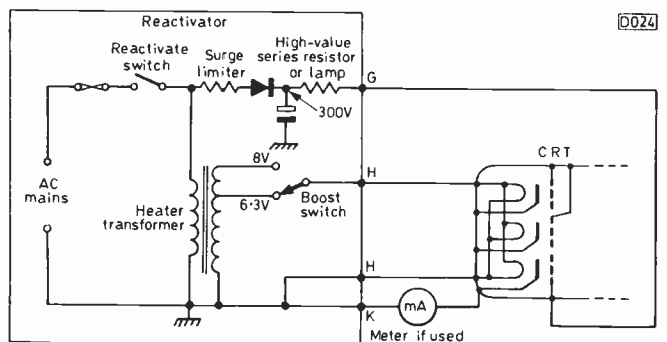 Reactivator
DO24
Reactivate
switch
Surge
limiter
High-value
series resistor
or lamp
G
300V
CRT
8V
H
AC
mains
6·3V
Boost
switch
Heater
transformer
H
K
mA
Meter if used